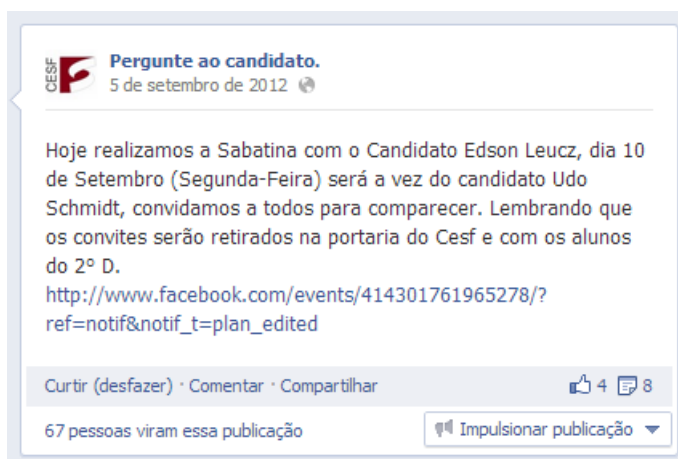 CESF
Pergunte ao candidato.
5 de setembro de 2012
Hoje realizamos a Sabatina com o Candidato Edson Leucz, dia 10
de Setembro (Segunda-Feira) será a vez do candidato Udo
Schmidt, convidamos a todos para comparecer. Lembrando que
os convites serão retirados na portaria do Cesf e com os alunos
do 2º D.
http://www.facebook.com/events/414301761965278/?
ref=notif&notif_t=plan_edited
Curtir (desfazer) · Comentar · Compartilhar 4 8
67 pessoas viram essa publicação Impulsionar publicação